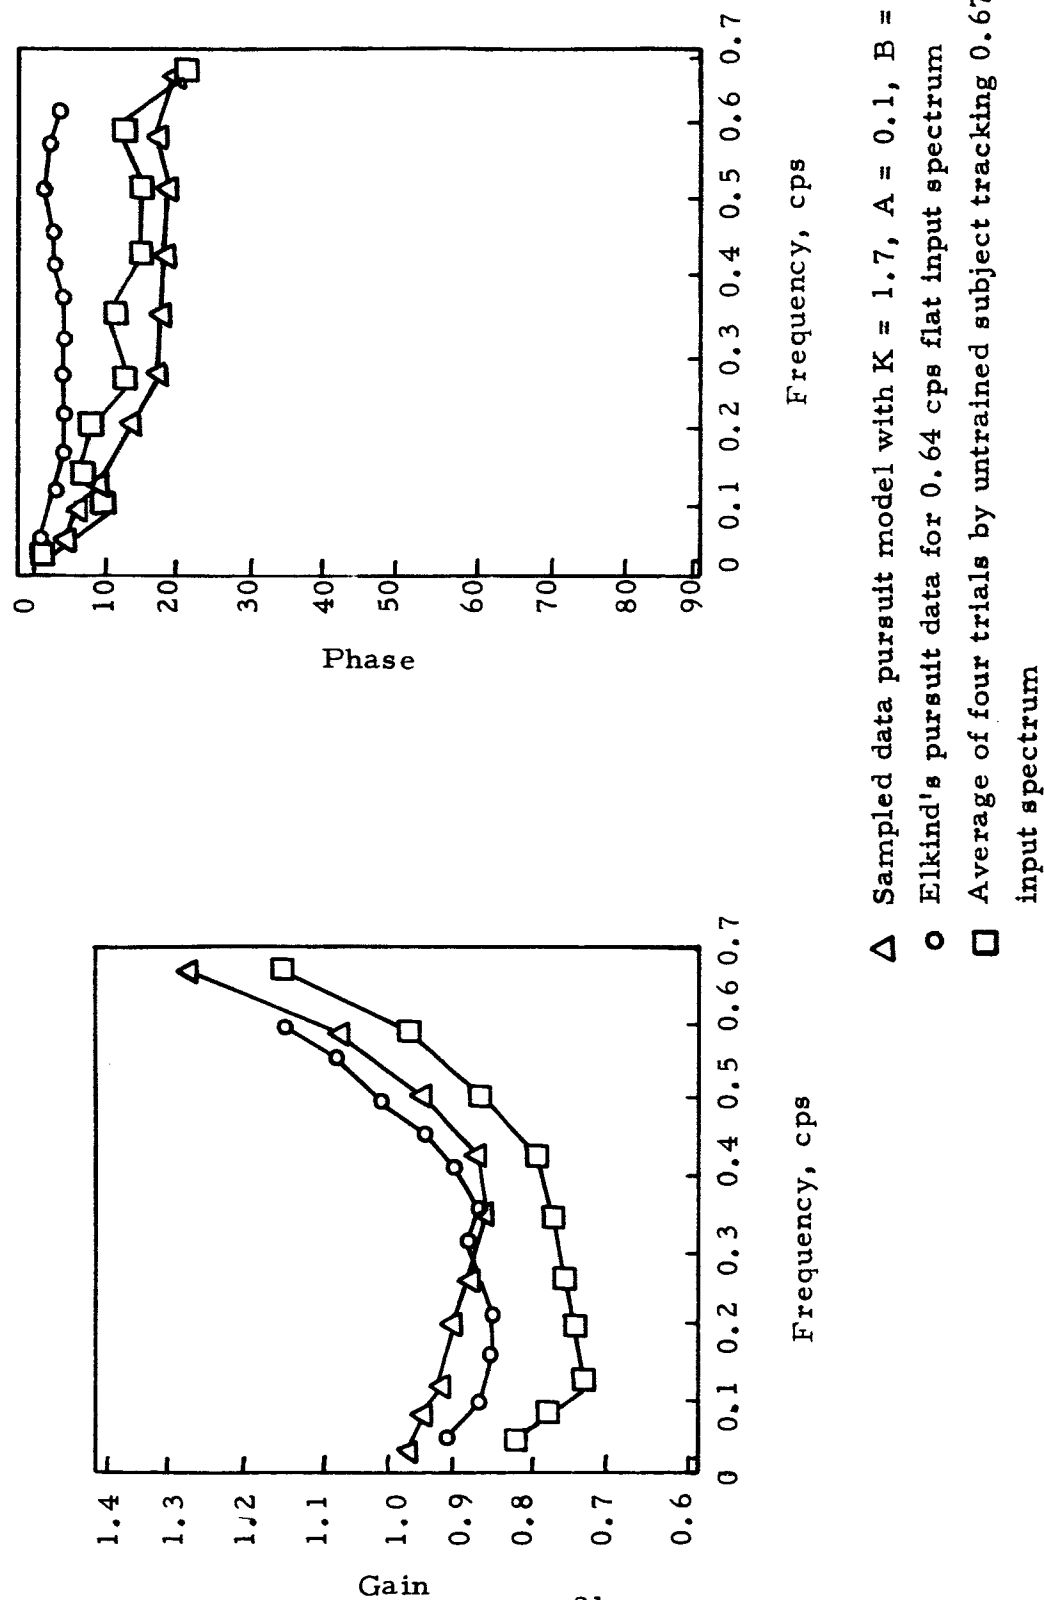 Gain
1.4
1.3
1.2
1.1
1.0
0.9
0.8
0.7
0.6
0 0.1 0.2 0.3 0.4 0.5 0.6 0.7
Frequency, cps
Phase
0
10
20
30
40
50
60
70
80
90
0 0.1 0.2 0.3 0.4 0.5 0.6 0.7
Frequency, cps
Sampled data pursuit model with K = 1.7, A = 0.1, B =
Elkind's pursuit data for 0.64 cps flat input spectrum
Average of four trials by untrained subject tracking 0.67
input spectrum